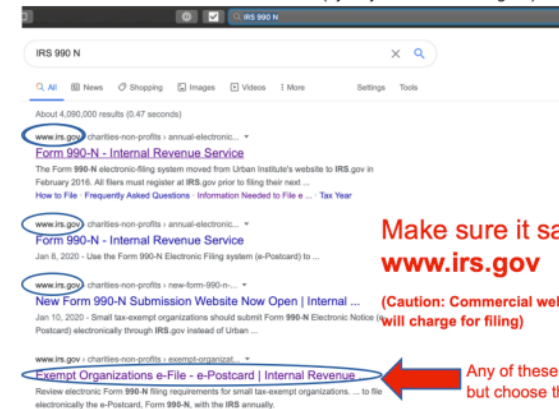 IRS 990 N
IRS 990 N
All News Shopping Images Videos More Settings Tools
About 4,090,000 results (0.47 seconds)
www.irs.gov › charities-non-profits › annual-electronic...
Form 990-N - Internal Revenue Service
The Form 990-N electronic-filing system moved from Urban Institute's website to IRS.gov in
February 2016. All filers must register at IRS.gov prior to filing their next ...
How to File · Frequently Asked Questions · Information Needed to File e ... · Tax Year
www.irs.gov › charities-non-profits › annual-electronic...
Form 990-N - Internal Revenue Service
Jan 8, 2020 - Use the Form 990-N Electronic Filing system (e-Postcard) to ...
www.irs.gov › charities-non-profits › new-form-990-n-...
New Form 990-N Submission Website Now Open | Internal ...
Jan 10, 2020 - Small tax-exempt organizations should submit Form 990-N Electronic Notice (e-
Postcard) electronically through IRS.gov instead of Urban ...
www.irs.gov › charities-non-profits › exempt-organizat...
Exempt Organizations e-File - e-Postcard | Internal Revenue ...
Review electronic Form 990-N filing requirements for small tax-exempt organizations. ... to file
electronically the e-Postcard, Form 990-N, with the IRS annually.
Make sure it sa
www.irs.gov
(Caution: Commercial wel
will charge for filing)
Any of these
but choose th